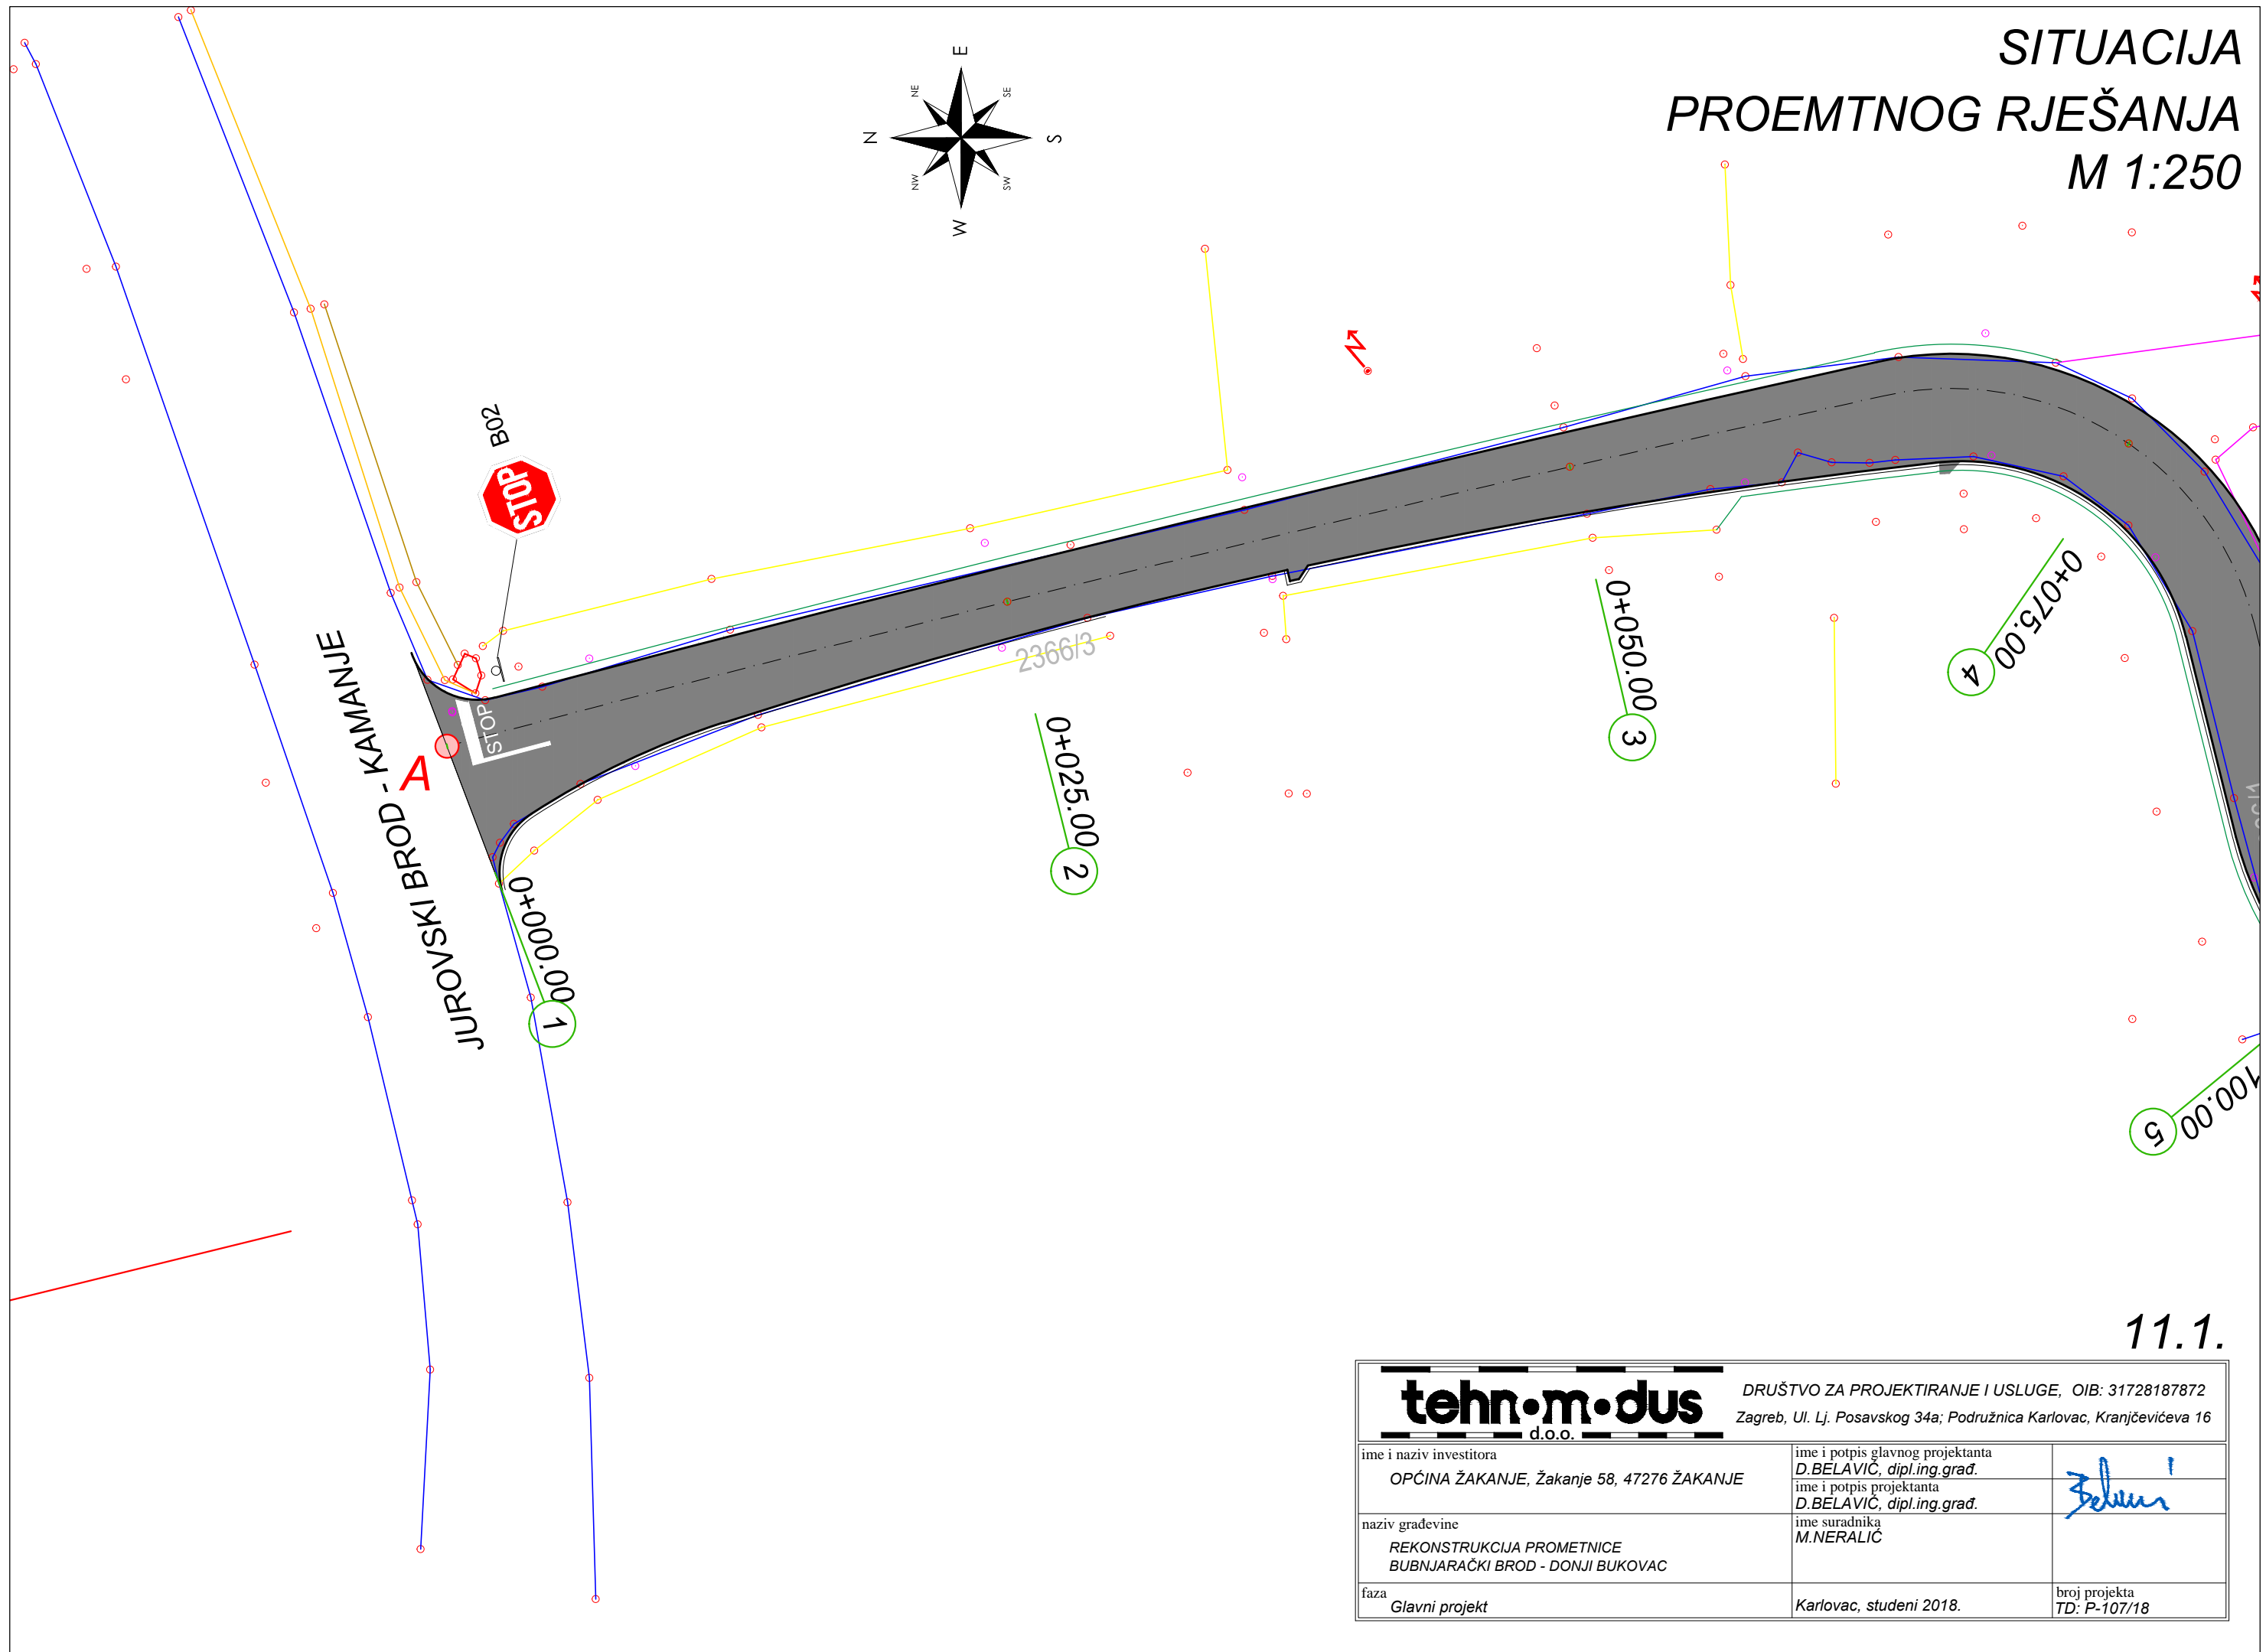 SITUACIJA
PROEMTNOG RJEŠANJA
M 1:250
E
NE
SE
N
S
NW
SW
W
B02
STOP
STOP
JUROVSKI BROD - KAMANJE
A
2366/3
0+000.00
1
0+025.00
2
0+050.00
3
0+075.00
4
100.00
5
11.1.
tehn•m•dus
d.o.o.
DRUŠTVO ZA PROJEKTIRANJE I USLUGE, OIB: 31728187872
Zagreb, Ul. Lj. Posavskog 34a; Podružnica Karlovac, Kranjčevićeva 16
ime i naziv investitora
OPĆINA ŽAKANJE, Žakanje 58, 47276 ŽAKANJE
ime i potpis glavnog projektanta
D.BELAVIĆ, dipl.ing.građ.
ime i potpis projektanta
D.BELAVIĆ, dipl.ing.građ.
naziv građevine
REKONSTRUKCIJA PROMETNICE
BUBNJARAČKI BROD - DONJI BUKOVAC
ime suradnika
M.NERALIĆ
faza
Glavni projekt
Karlovac, studeni 2018.
broj projekta
TD: P-107/18